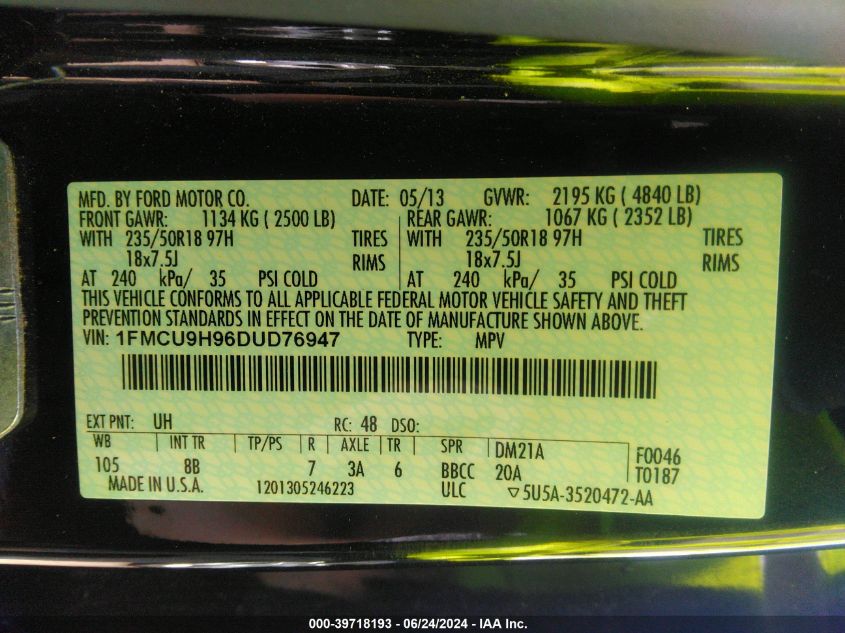 MFD. BY FORD MOTOR CO. DATE: 05/13 GVWR: 2195 KG ( 4840 LB)
FRONT GAWR: 1134 KG ( 2500 LB) REAR GAWR: 1067 KG ( 2352 LB)
WITH 235/50R18 97H TIRES WITH 235/50R18 97H TIRES
18x7.5J RIMS 18x7.5J RIMS
AT 240 kPa/ 35 PSI COLD AT 240 kPa/ 35 PSI COLD
THIS VEHICLE CONFORMS TO ALL APPLICABLE FEDERAL MOTOR VEHICLE SAFETY AND THEFT
PREVENTION STANDARDS IN EFFECT ON THE DATE OF MANUFACTURE SHOWN ABOVE.
VIN: 1FMCU9H96DUD76947 TYPE: MPV
EXT PNT: UH RC: 48 DSO:
WB INT TR TP/PS R AXLE TR SPR DM21A F0046
105 8B 7 3A 6 BBCC 20A T0187
MADE IN U.S.A. 1201305246223 ULC ▽5U5A-3520472-AA
000-39718193 - 06/24/2024 - IAA Inc.